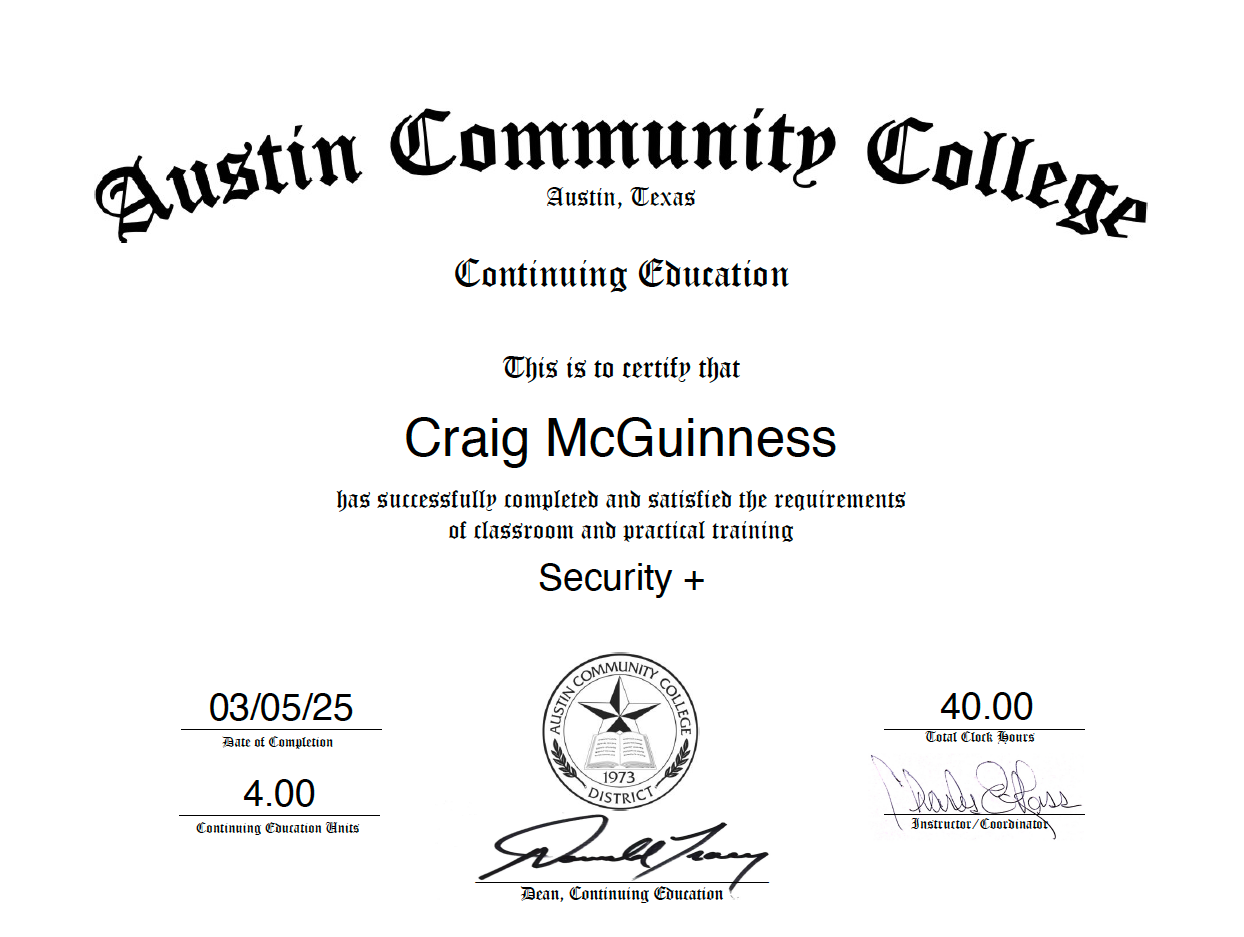 Austin Community College
Austin, Texas
Continuing Education
This is to certify that
Craig McGuinness
has successfully completed and satisfied the requirements
of classroom and practical training
Security +
03/05/25
Date of Completion
4.00
Continuing Education Units
AUSTIN COMMUNITY COLLEGE
1973
DISTRICT
Donald Tracy
Dean, Continuing Education
40.00
Total Clock Hours
Instructor/Coordinator